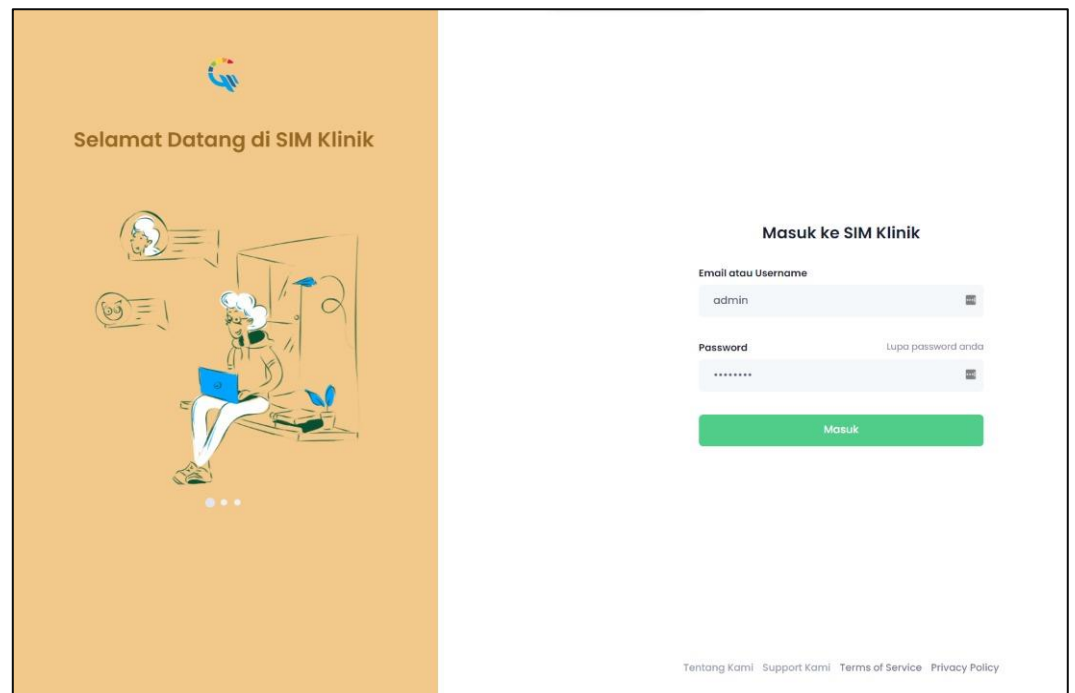 Selamat Datang di SIM Klinik
Masuk ke SIM Klinik
Email atau Username
admin
Password Lupa password anda
••••••••
Masuk
Tentang Kami Support Kami Terms of Service Privacy Policy